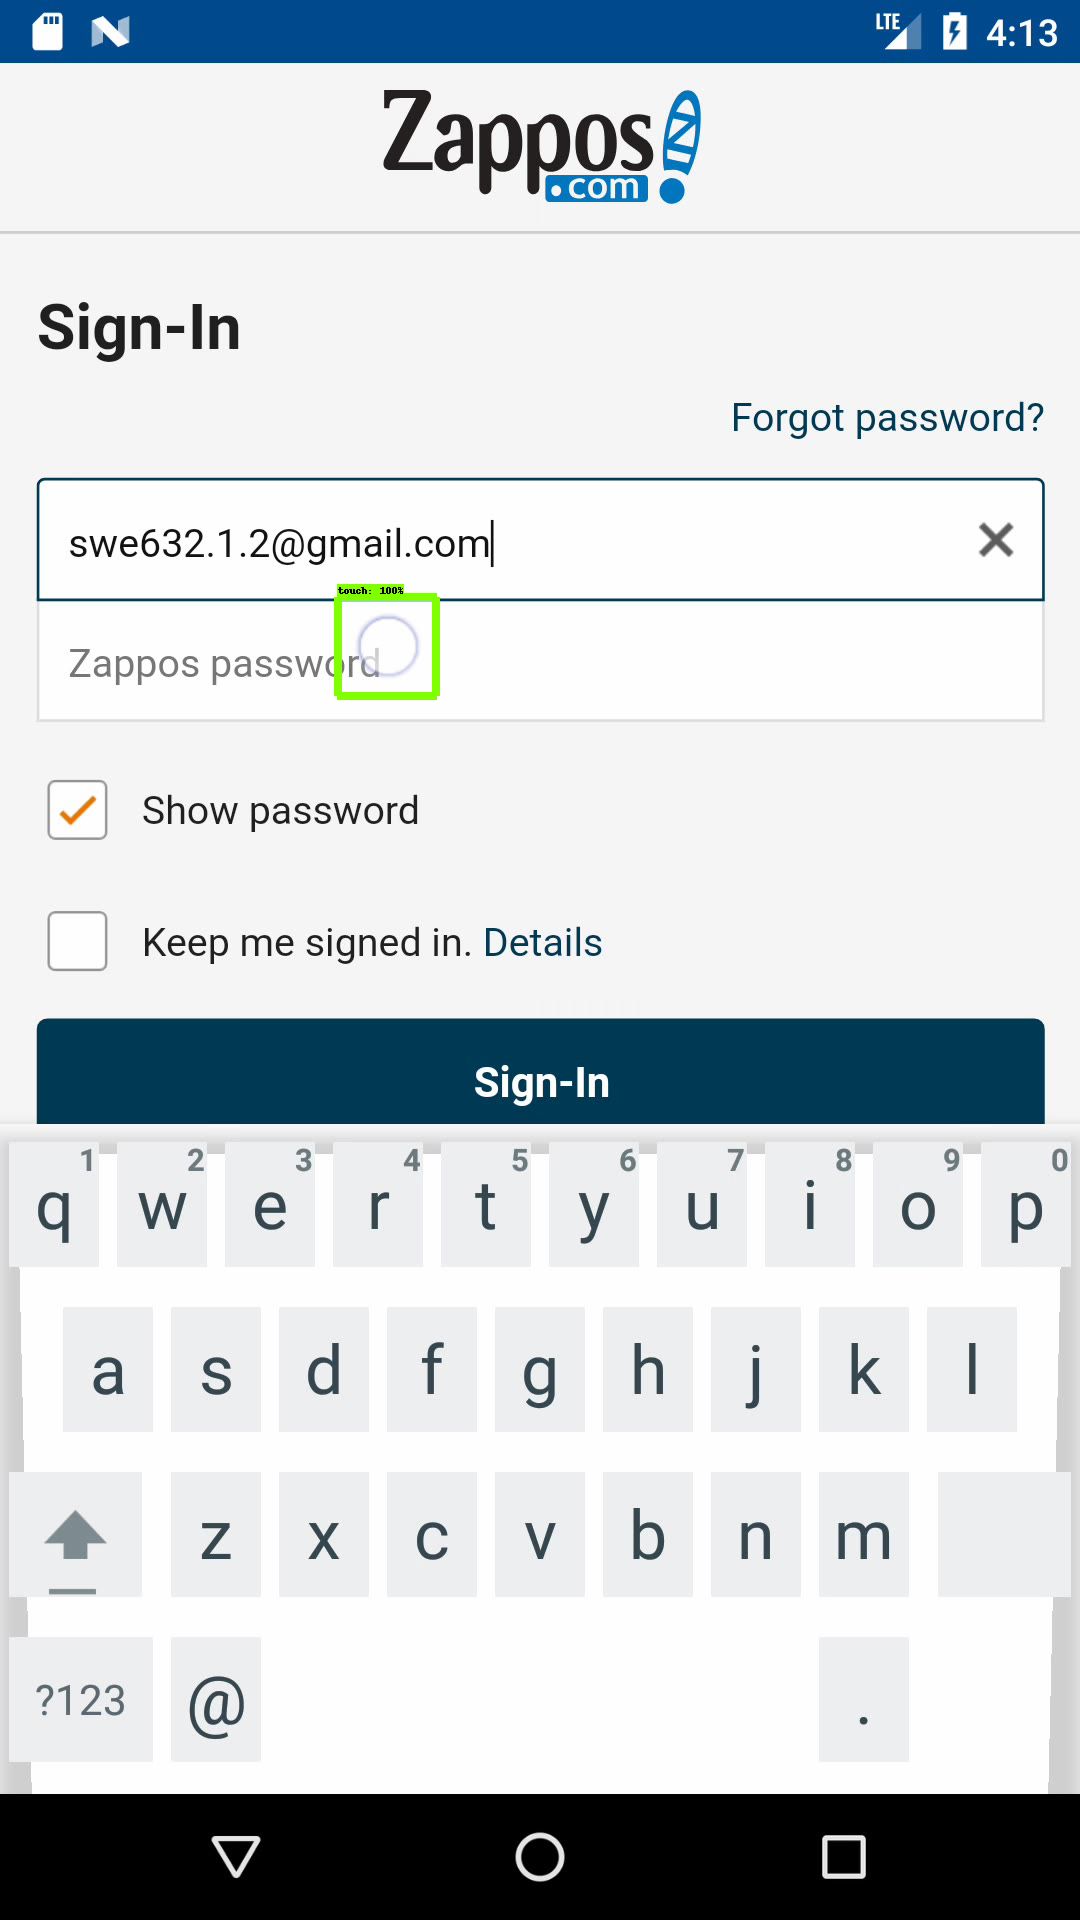 LTE 4:13
Zappos
.com
Sign-In
Forgot password?
swe632.1.2@gmail.com
touch: 100%
Zappos password
Show password
Keep me signed in. Details
Sign-In
1 2 3 4 5 6 7 8 9 0
q w e r t y u i o p
a s d f g h j k l
z x c v b n m
?123 @ .